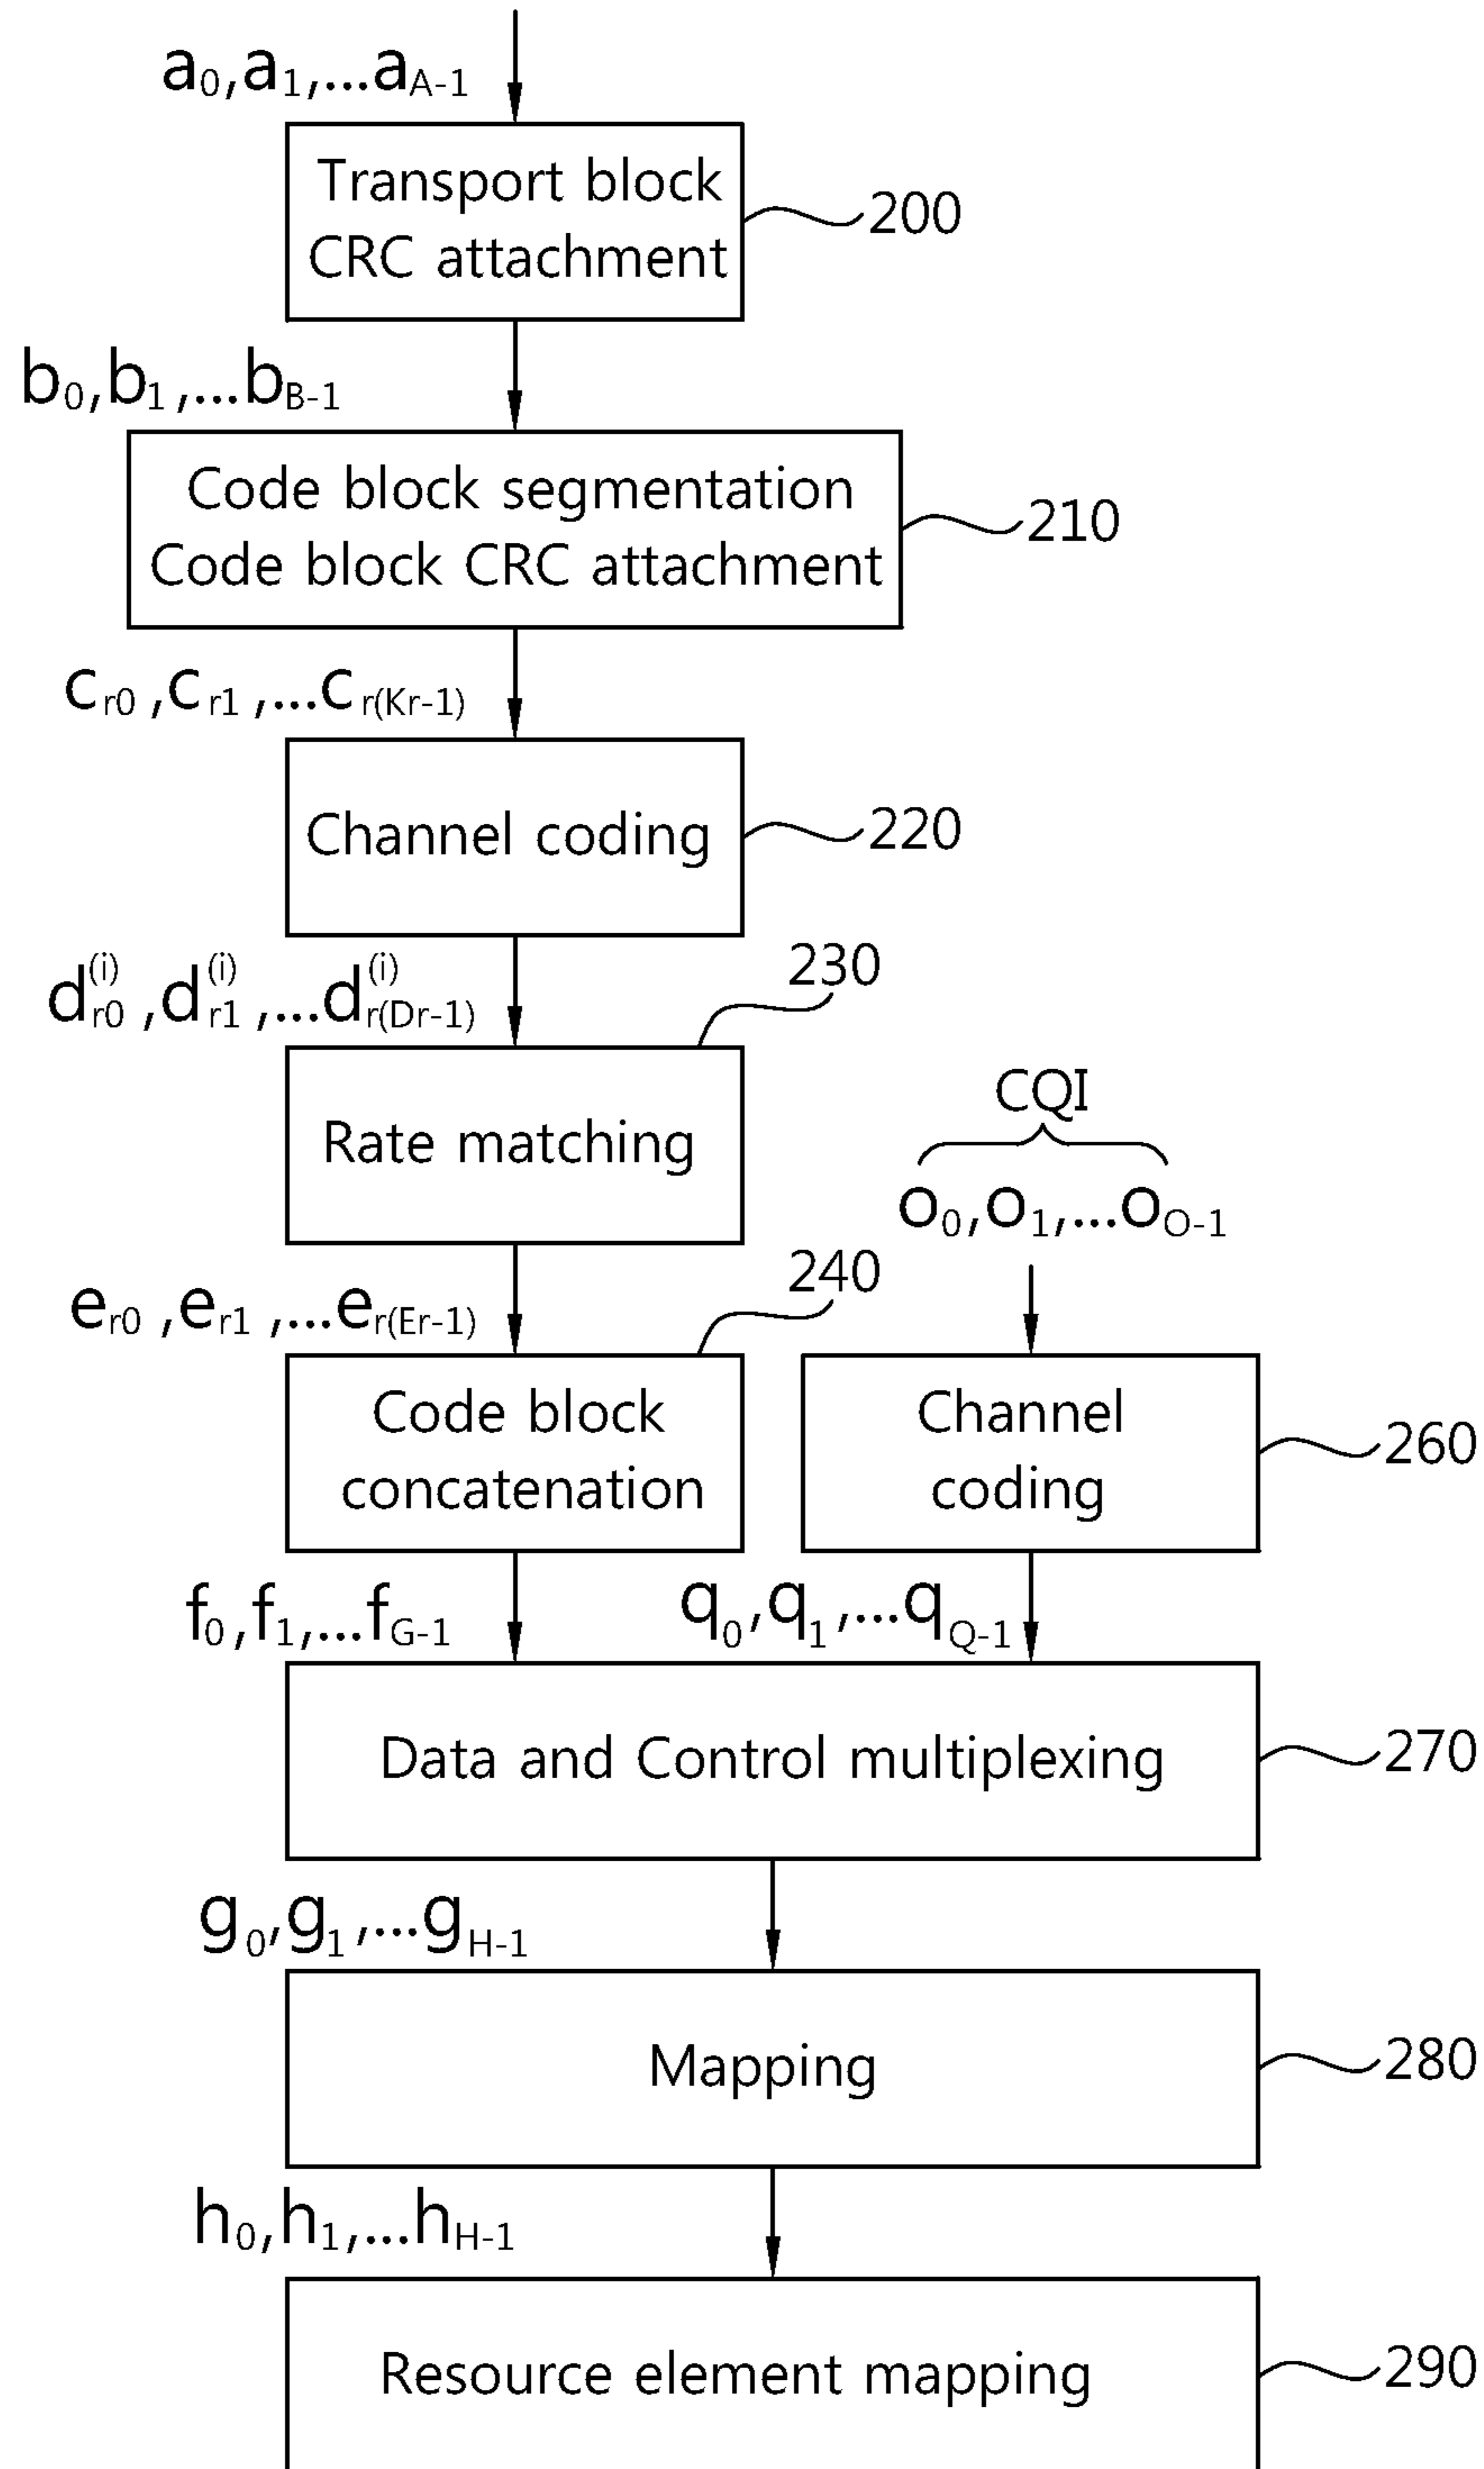 a0,a1,...aA-1
Transport block
CRC attachment
200
b0,b1,...bB-1
Code block segmentation
Code block CRC attachment
210
cr0,cr1,...cr(Kr-1)
Channel coding
220
d(i)r0,d(i)r1,...d(i)r(Dr-1)
230
Rate matching
CQI
o0,o1,...oO-1
er0,er1,...er(Er-1)
240
Code block
concatenation
Channel
coding
260
f0,f1,...fG-1
q0,q1,...qQ-1
Data and Control multiplexing
270
g0,g1,...gH-1
Mapping
280
h0,h1,...hH-1
Resource element mapping
290